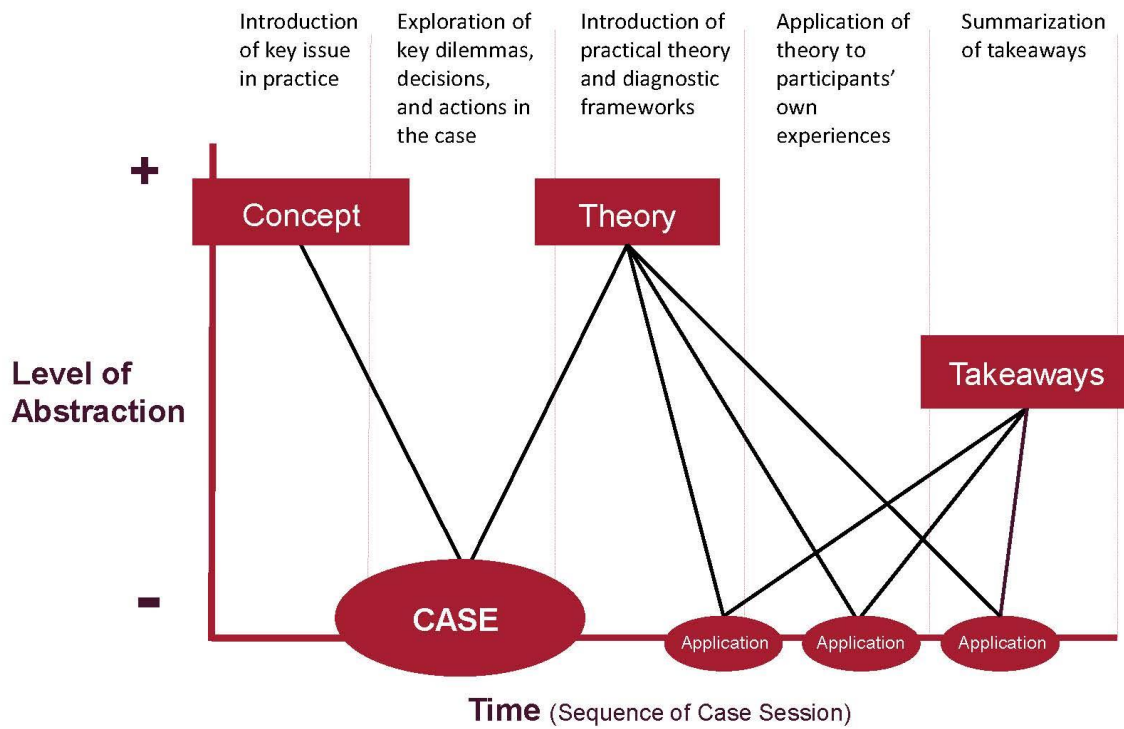 Introduction
of key issue
in practice
Exploration of
key dilemmas,
decisions,
and actions in
the case
Introduction of
practical theory
and diagnostic
frameworks
Application of
theory to
participants’
own
experiences
Summarization
of takeaways
+
Concept
Theory
Level of
Abstraction
Takeaways
-
CASE
Application
Application
Application
Time (Sequence of Case Session)